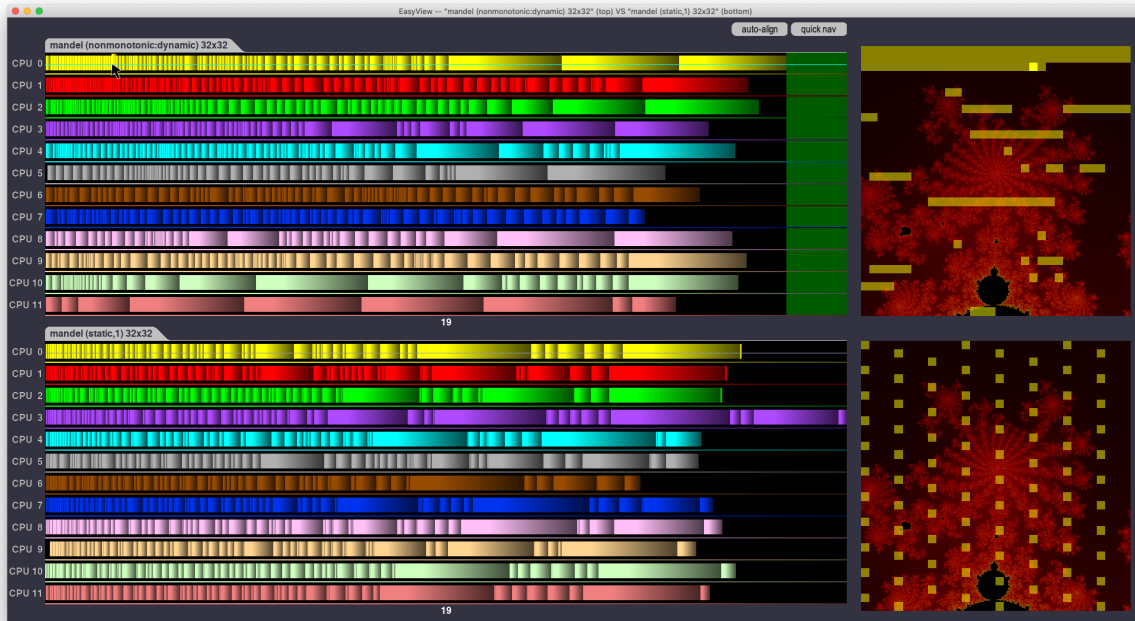 EasyView -- "mandel (nonmonotonic:dynamic) 32x32" (top) VS "mandel (static,1) 32x32" (bottom)
auto-align
quick nav
mandel (nonmonotonic:dynamic) 32x32
CPU 0
CPU 1
CPU 2
CPU 3
CPU 4
CPU 5
CPU 6
CPU 7
CPU 8
CPU 9
CPU 10
CPU 11
19
mandel (static,1) 32x32
CPU 0
CPU 1
CPU 2
CPU 3
CPU 4
CPU 5
CPU 6
CPU 7
CPU 8
CPU 9
CPU 10
CPU 11
19